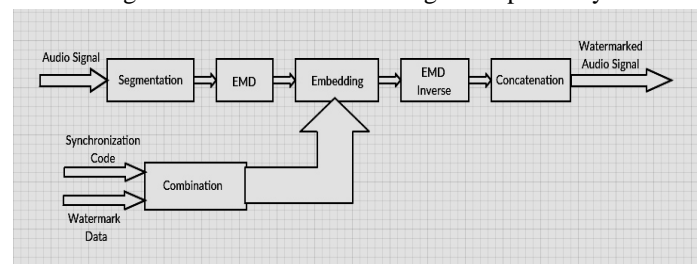 Audio Signal
Segmentation
EMD
Embedding
EMD
Inverse
Concatenation
Watermarked
Audio Signal
Synchronization
Code
Combination
Watermark
Data